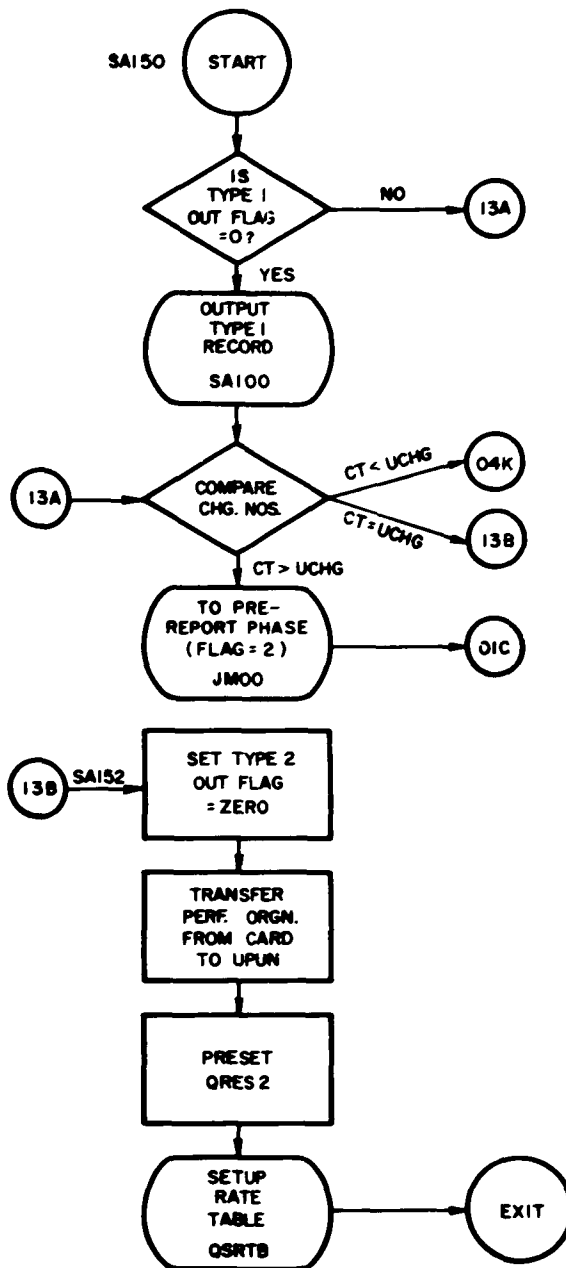 SA150
START
IS
TYPE 1
OUT FLAG
=0?
NO
13A
YES
OUTPUT
TYPE 1
RECORD
SA100
13A
COMPARE
CHG. NOS.
CT < UCHG
04K
CT = UCHG
13B
CT > UCHG
TO PRE-
REPORT PHASE
(FLAG = 2)
JM00
01C
13B
SA152
SET TYPE 2
OUT FLAG
= ZERO
TRANSFER
PERF. ORGN.
FROM CARD
TO UPUN
PRESET
QRES 2
SETUP
RATE
TABLE
QSRTB
EXIT